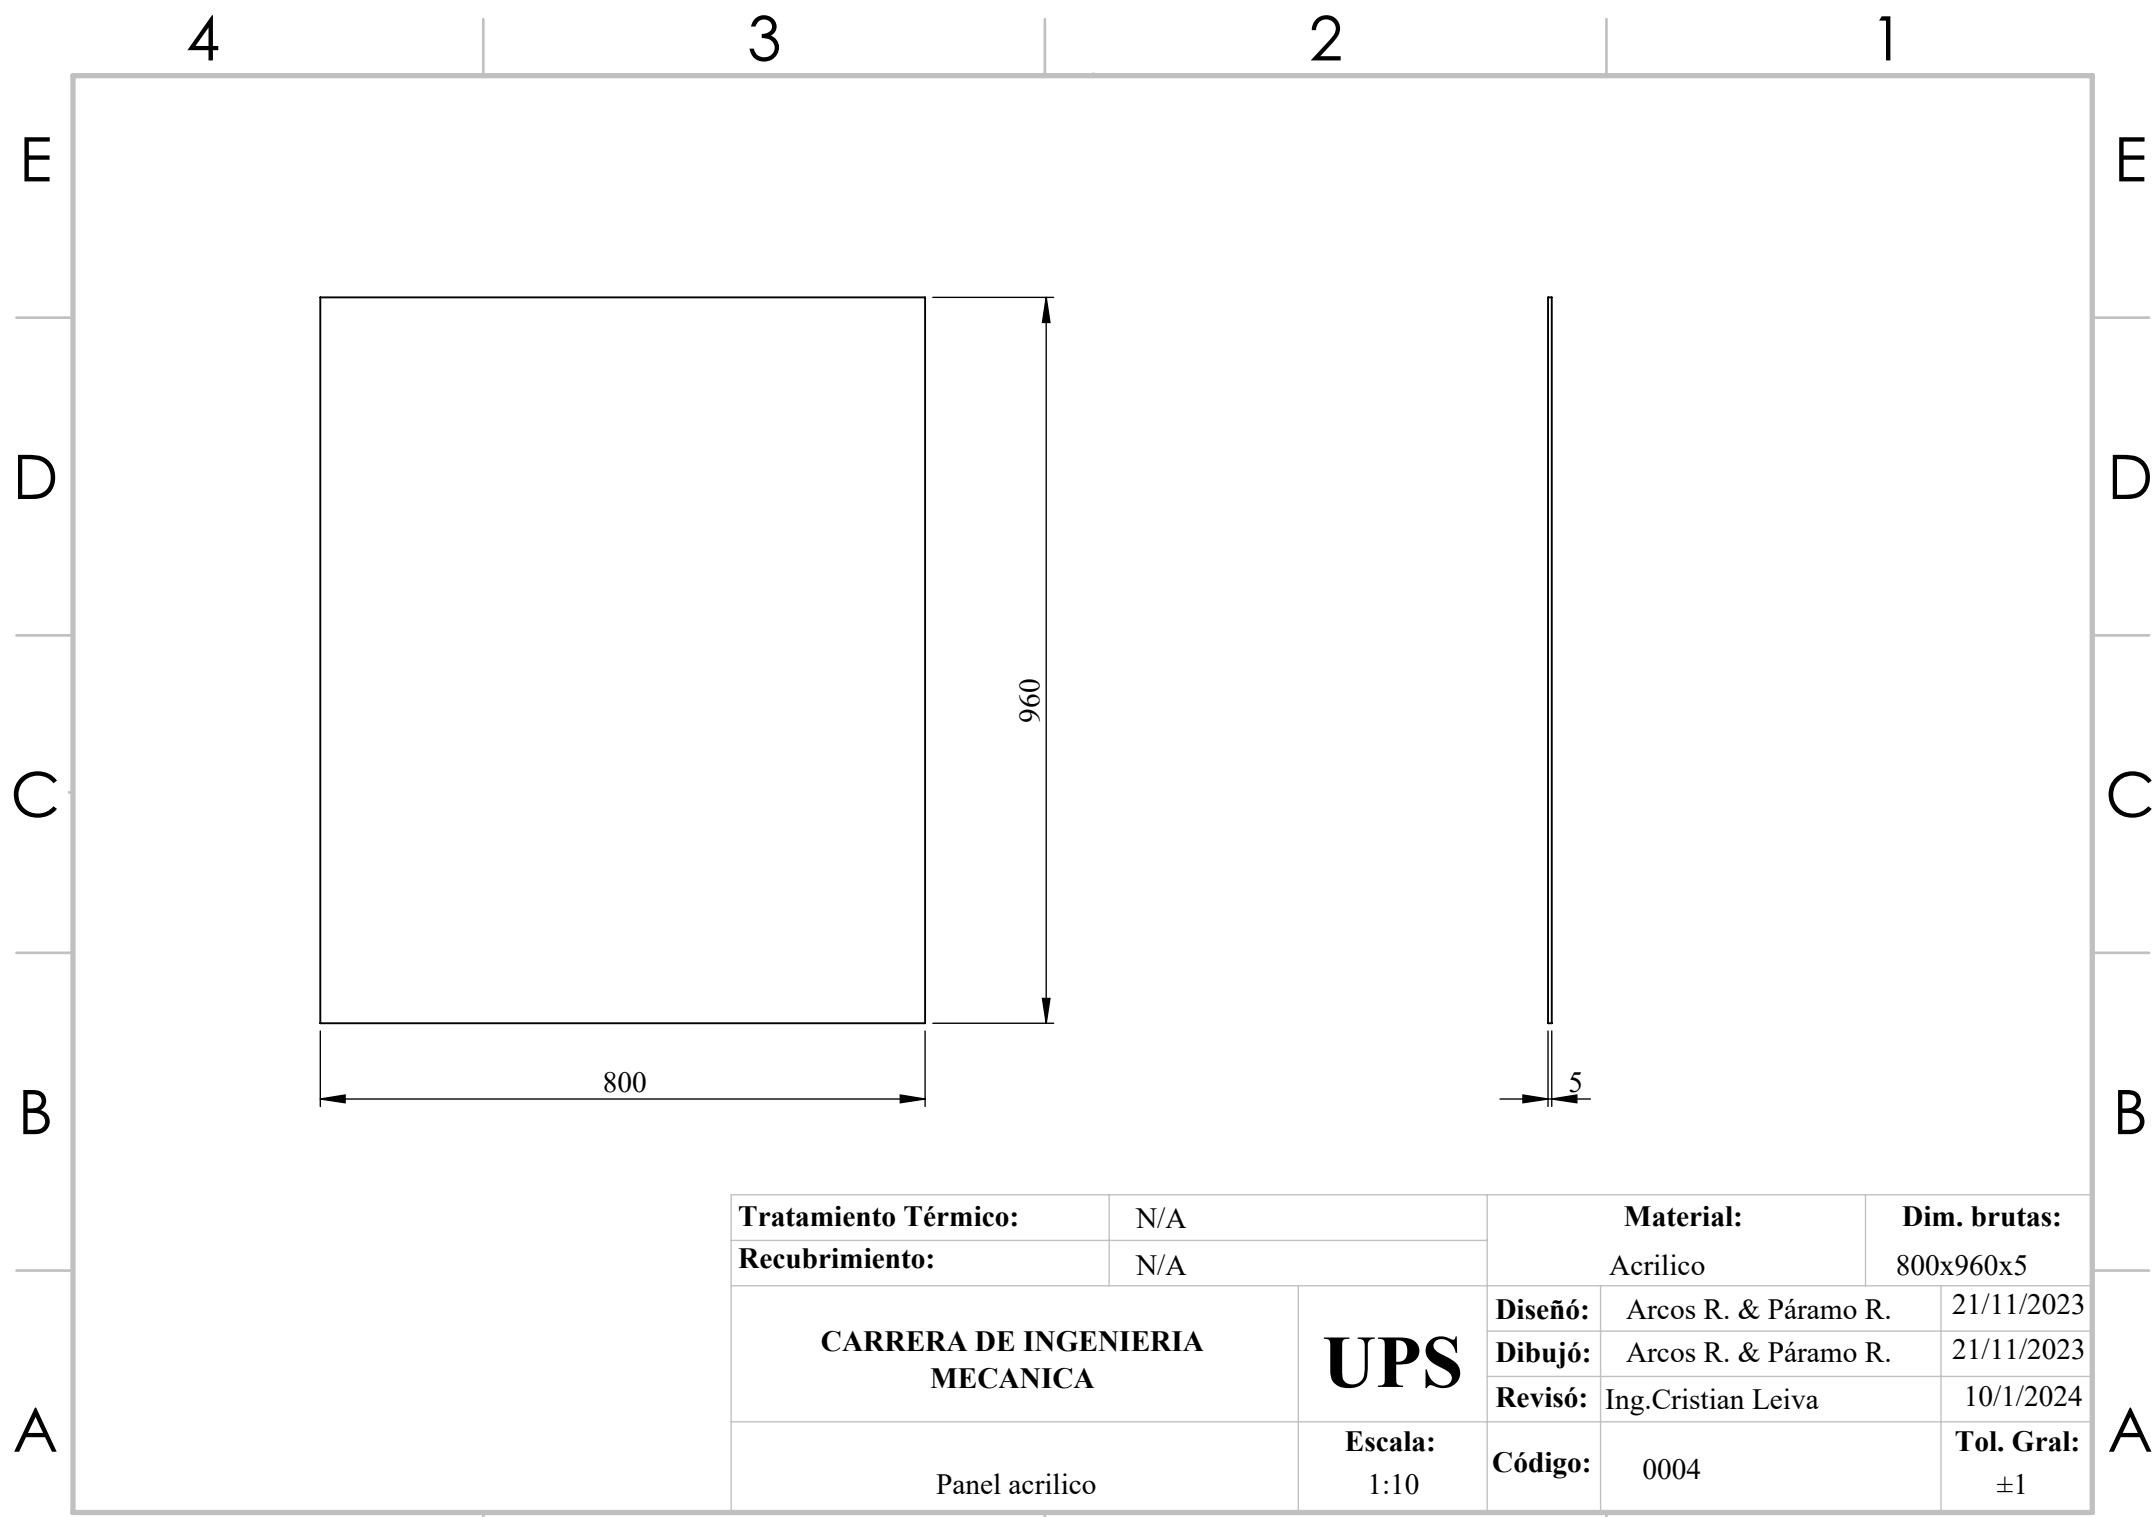 4 3 2 1
E E
D D
960
C C
800 5
B B
Tratamiento Térmico: N/A Material: Dim. brutas:
Recubrimiento: N/A Acrilico 800x960x5
Diseñó: Arcos R. & Páramo R. 21/11/2023
CARRERA DE INGENIERIA
MECANICA
UPS
Dibujó: Arcos R. & Páramo R. 21/11/2023
Revisó: Ing.Cristian Leiva 10/1/2024
A A
Panel acrilico
Escala:
1:10
Código: 0004
Tol. Gral:
±1